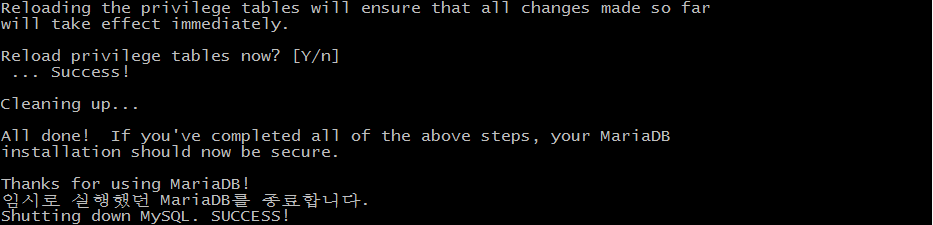 Reloading the privilege tables will ensure that all changes made so far
will take effect immediately.
Reload privilege tables now? [Y/n]
... Success!
Cleaning up...
All done!  If you've completed all of the above steps, your MariaDB
installation should now be secure.
Thanks for using MariaDB!
임시로 실행했던 MariaDB를 종료합니다.
Shutting down MySQL. SUCCESS!